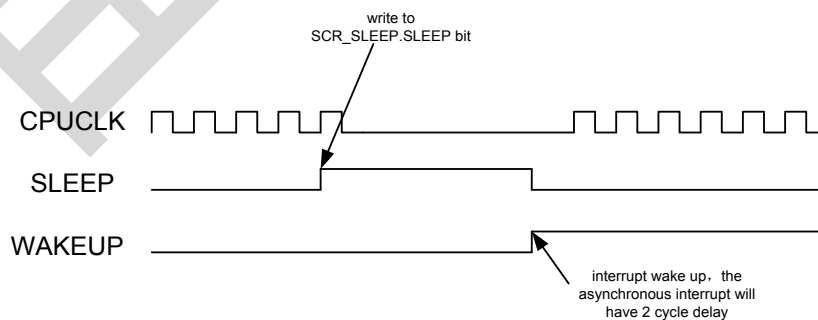 write to
SCR_SLEEP.SLEEP bit
CPUCLK
SLEEP
WAKEUP
interrupt wake up，the
asynchronous interrupt will
have 2 cycle delay